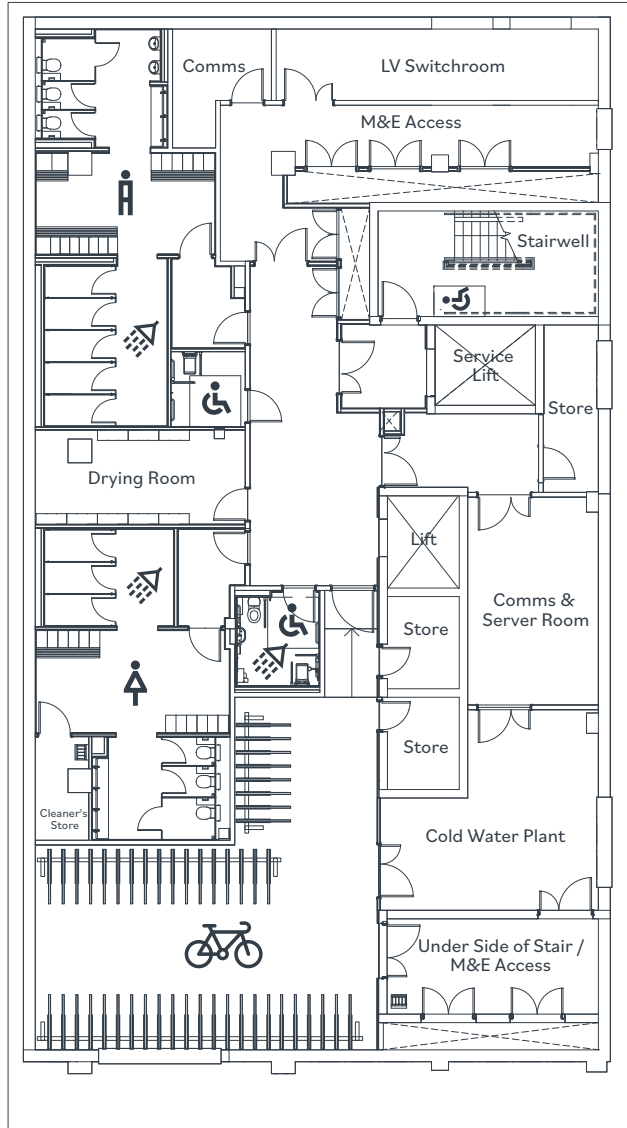 Comms
LV Switchroom
M&E Access
Stairwell
Service
Lift
Store
Drying Room
Lift
Comms &
Server Room
Store
Store
Cleaner's
Store
Cold Water Plant
Under Side of Stair /
M&E Access